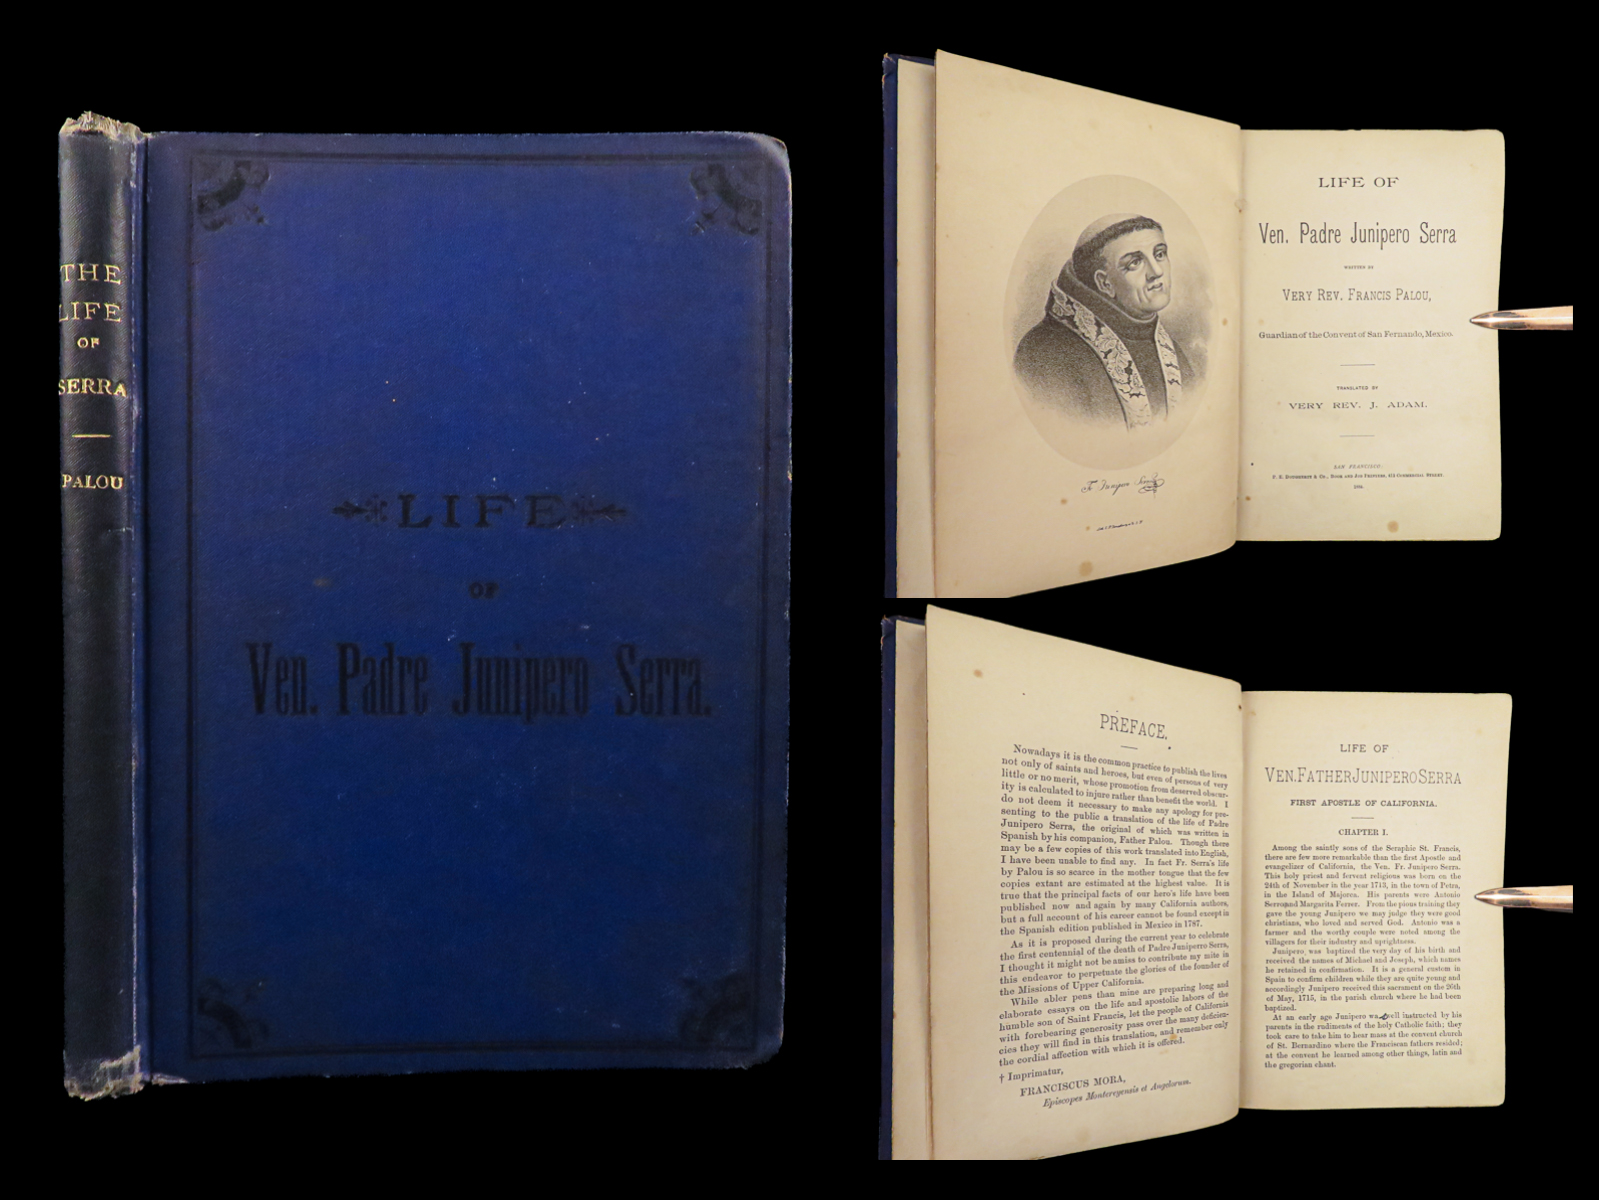 THE
LIFE
OF
SERRA
PALOU
LIFE
OF
Ven. Padre Junipero Serra.
Fr. Junipero Serra
LIFE OF
Ven. Padre Junipero Serra
WRITTEN BY
VERY REV. FRANCIS PALOU,
Guardian of the Convent of San Fernando, Mexico.
TRANSLATED BY
VERY REV. J. ADAM.
SAN FRANCISCO:
P. E. DOUGHERTY & CO., BOOK AND JOB PRINTERS, 412 COMMERCIAL STREET.
1884.
PREFACE.
Nowadays it is the common practice to publish the lives
not only of saints and heroes, but even of persons of very
little or no merit, whose promotion from deserved obscur-
ity is calculated to injure rather than benefit the world. I
do not deem it necessary to make any apology for pre-
senting to the public a translation of the life of Padre
Junipero Serra, the original of which was written in
Spanish by his companion, Father Palou. Though there
may be a few copies of this work translated into English,
I have been unable to find any. In fact Fr. Serra's life
by Palou is so scarce in the mother tongue that the few
copies extant are estimated at the highest value. It is
true that the principal facts of our hero's life have been
published now and again by many California authors,
but a full account of his career cannot be found except in
the Spanish edition published in Mexico in 1787.
As it is proposed during the current year to celebrate
the first centennial of the death of Padre Junipero Serra,
I thought it might not be amiss to contribute my mite in
this endeavor to perpetuate the glories of the founder of
the Missions of Upper California.
While abler pens than mine are preparing long and
elaborate essays on the life and apostolic labors of the
humble son of Saint Francis, let the people of California
with forebearing generosity pass over the many deficien-
cies they will find in this translation, and remember only
the cordial affection with which it is offered.
† Imprimatur,
FRANCISCUS MORA,
Episcopes Montereyensis et Angelorum.
LIFE OF
VEN. FATHER JUNIPERO SERRA
FIRST APOSTLE OF CALIFORNIA.
CHAPTER I.
Among the saintly sons of the Seraphic St. Francis,
there are few more remarkable than the first Apostle and
evangelizer of California, the Ven. Fr. Junipero Serra.
This holy priest and fervent religious was born on the
24th of November in the year 1713, in the town of Petra,
in the Island of Majorca. His parents were Antonio
Serro and Margarita Ferrer. From the pious training they
gave the young Junipero we may judge they were good
christians, who loved and served God. Antonio was a
farmer and the worthy couple were noted among the
villagers for their industry and uprightness.
Junipero was baptized the very day of his birth and
received the names of Michael and Joseph, which names
he retained in confirmation. It is a general custom in
Spain to confirm children while they are quite young and
accordingly Junipero received this sacrament on the 26th
of May, 1715, in the parish church where he had been
baptized.
At an early age Junipero was well instructed by his
parents in the rudiments of the holy Catholic faith; they
took care to take him to hear mass at the convent church
of St. Bernardino where the Franciscan fathers resided;
at the convent he learned among other things, latin and
the gregorian chant.